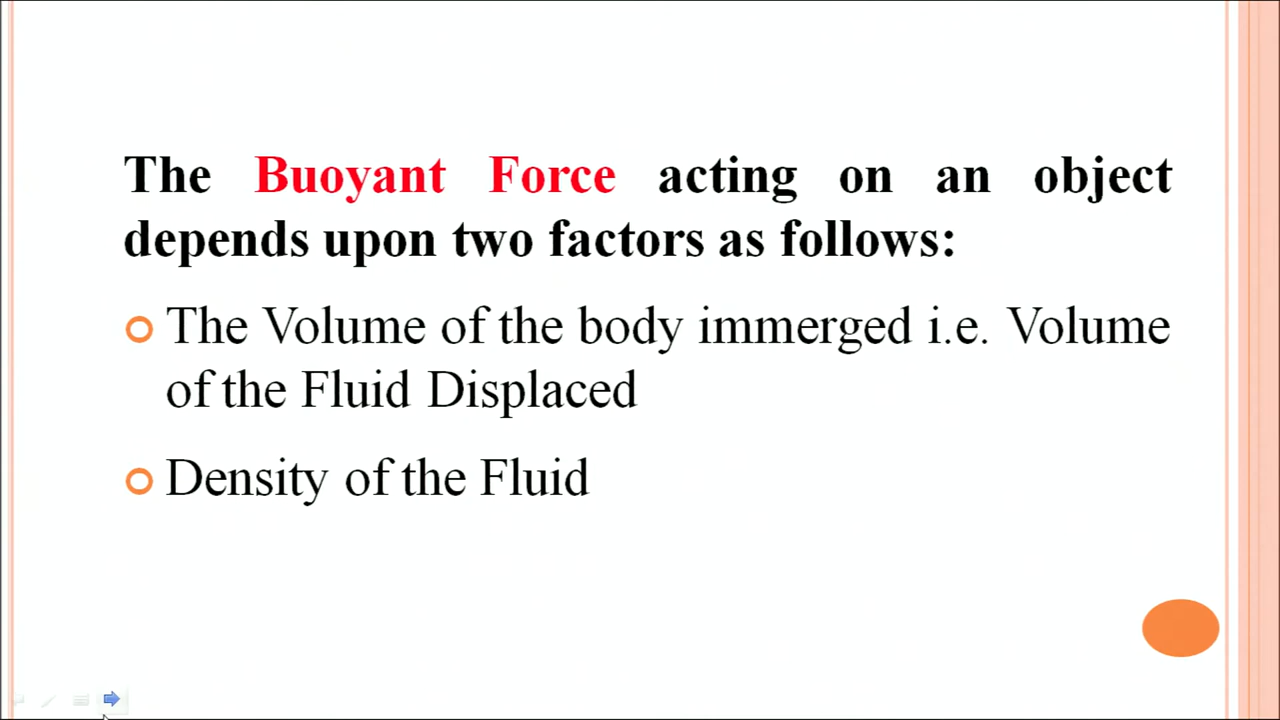 The Buoyant Force acting on an object
depends upon two factors as follows:
The Volume of the body immerged i.e. Volume
of the Fluid Displaced
Density of the Fluid